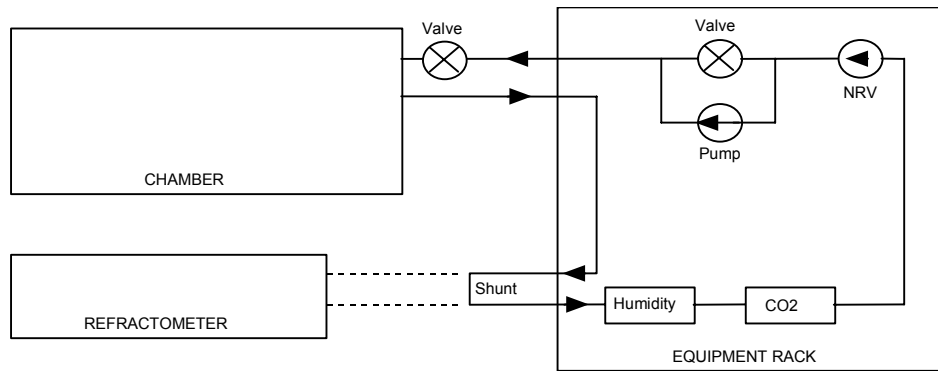 Valve
Valve
NRV
Pump
CHAMBER
Shunt
Humidity
CO2
REFRACTOMETER
EQUIPMENT RACK